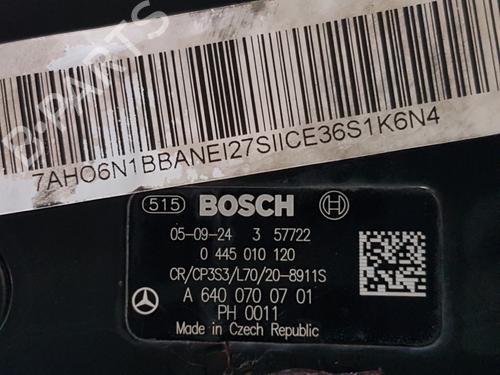 B-PARTS
7AHO6N1BBANEI27SIICE36S1K6N4
515 BOSCH
05-09-24 3 57722
0 445 010 120
CR/CP3S3/L70/20-8911S
A 640 070 07 01
PH 0011
Made in Czech Republic